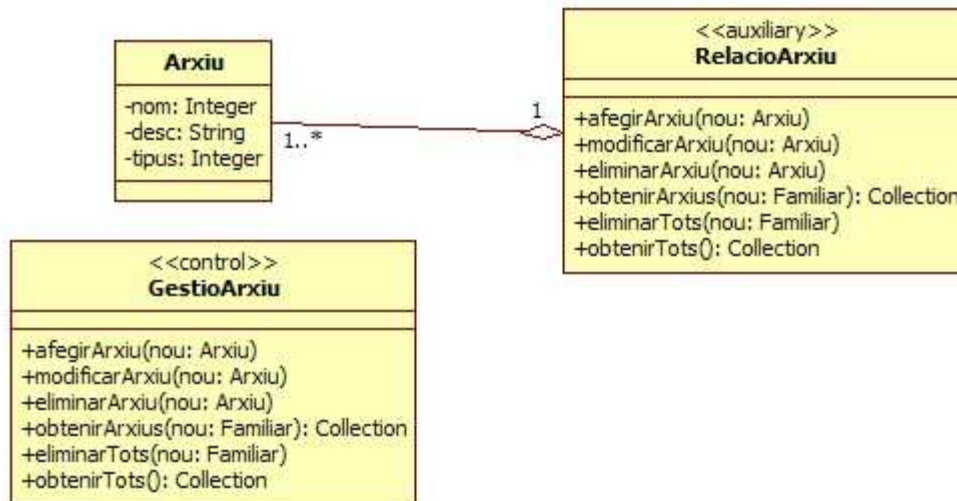 Arxiu
-nom: Integer
-desc: String
-tipus: Integer
1..*
1
<<auxiliary>>
RelacioArxiu
+afegirArxiu(nou: Arxiu)
+modificarArxiu(nou: Arxiu)
+eliminarArxiu(nou: Arxiu)
+obtenirArxius(nou: Familiar): Collection
+eliminarTots(nou: Familiar)
+obtenirTots(): Collection
<<control>>
GestioArxiu
+afegirArxiu(nou: Arxiu)
+modificarArxiu(nou: Arxiu)
+eliminarArxiu(nou: Arxiu)
+obtenirArxius(nou: Familiar): Collection
+eliminarTots(nou: Familiar)
+obtenirTots(): Collection